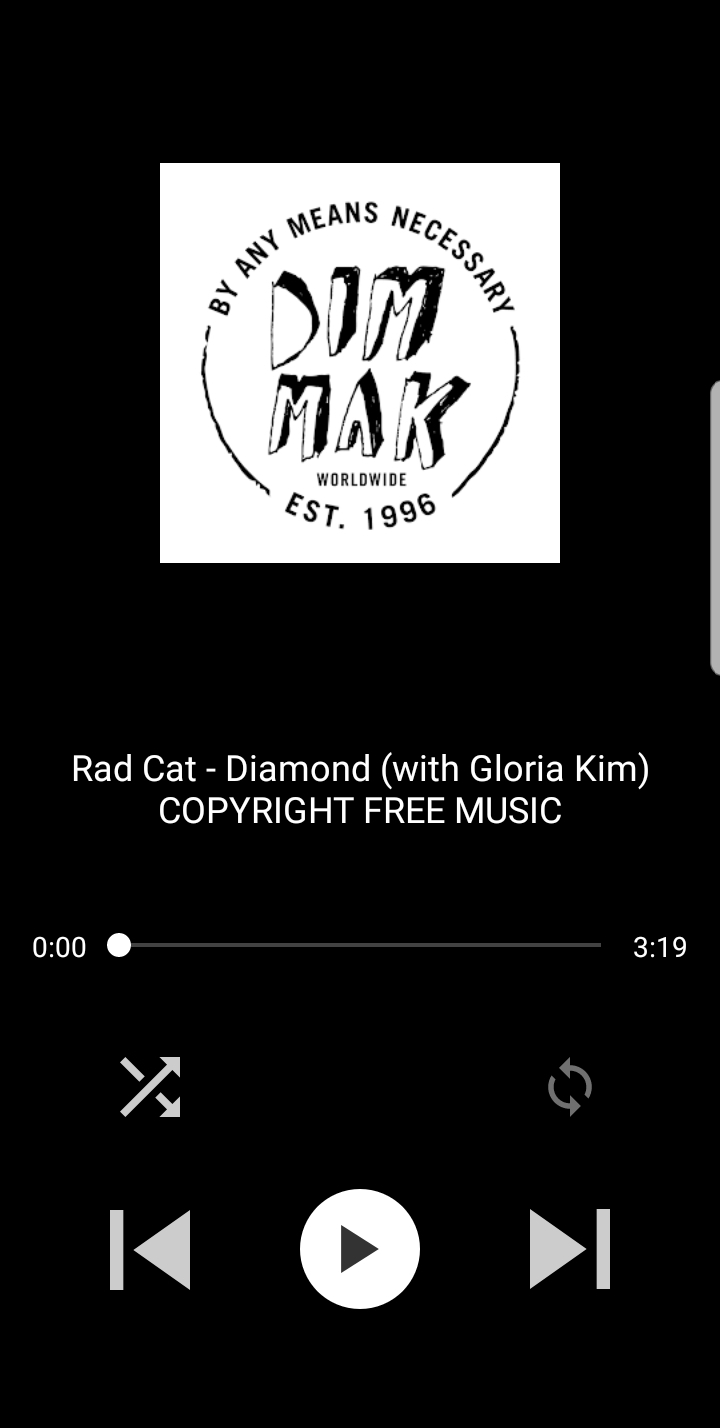 BY ANY MEANS NECESSARY
DIM
MAK
WORLDWIDE
EST. 1996
Rad Cat - Diamond (with Gloria Kim)
COPYRIGHT FREE MUSIC
0:00
3:19